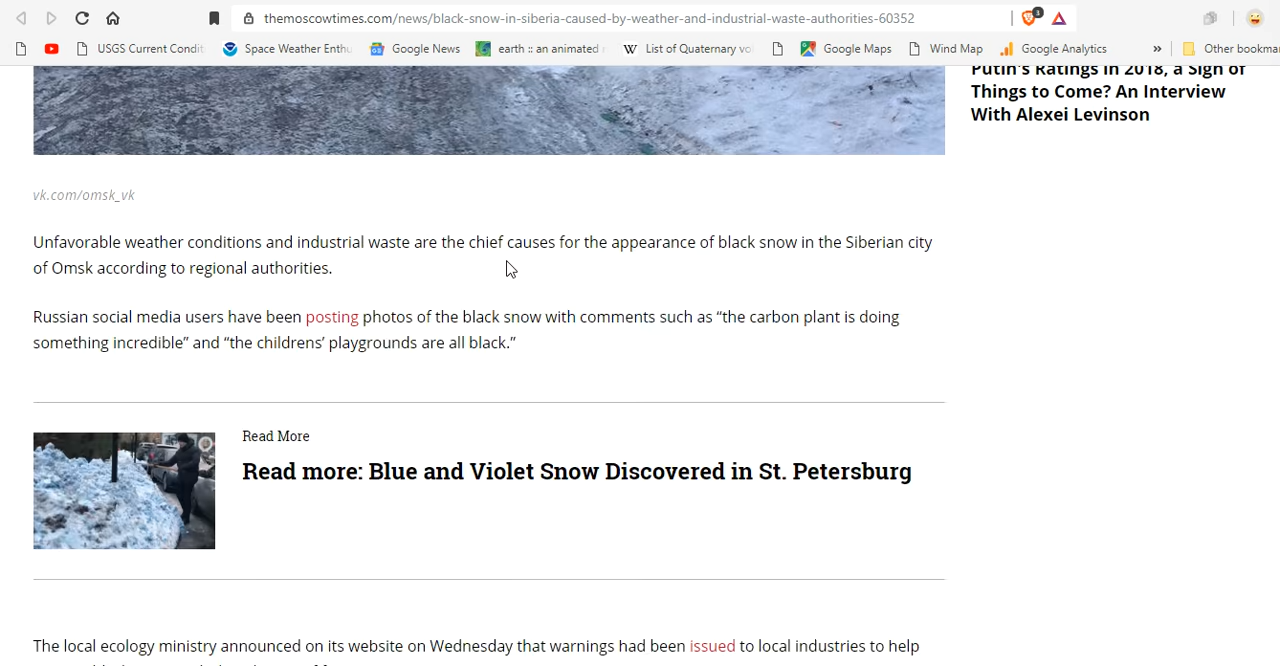 themoscowtimes.com/news/black-snow-in-siberia-caused-by-weather-and-industrial-waste-authorities-60352
3
USGS Current Condit
Space Weather Enthu
Google News
earth :: an animated
W List of Quaternary vo
Google Maps
Wind Map
Google Analytics
»
Other bookma
Putin's Ratings in 2018, a Sign of
Things to Come? An Interview
With Alexei Levinson
vk.com/omsk_vk
Unfavorable weather conditions and industrial waste are the chief causes for the appearance of black snow in the Siberian city
of Omsk according to regional authorities.
Russian social media users have been posting photos of the black snow with comments such as “the carbon plant is doing
something incredible” and “the childrens’ playgrounds are all black.”
Read More
Read more: Blue and Violet Snow Discovered in St. Petersburg
The local ecology ministry announced on its website on Wednesday that warnings had been issued to local industries to help